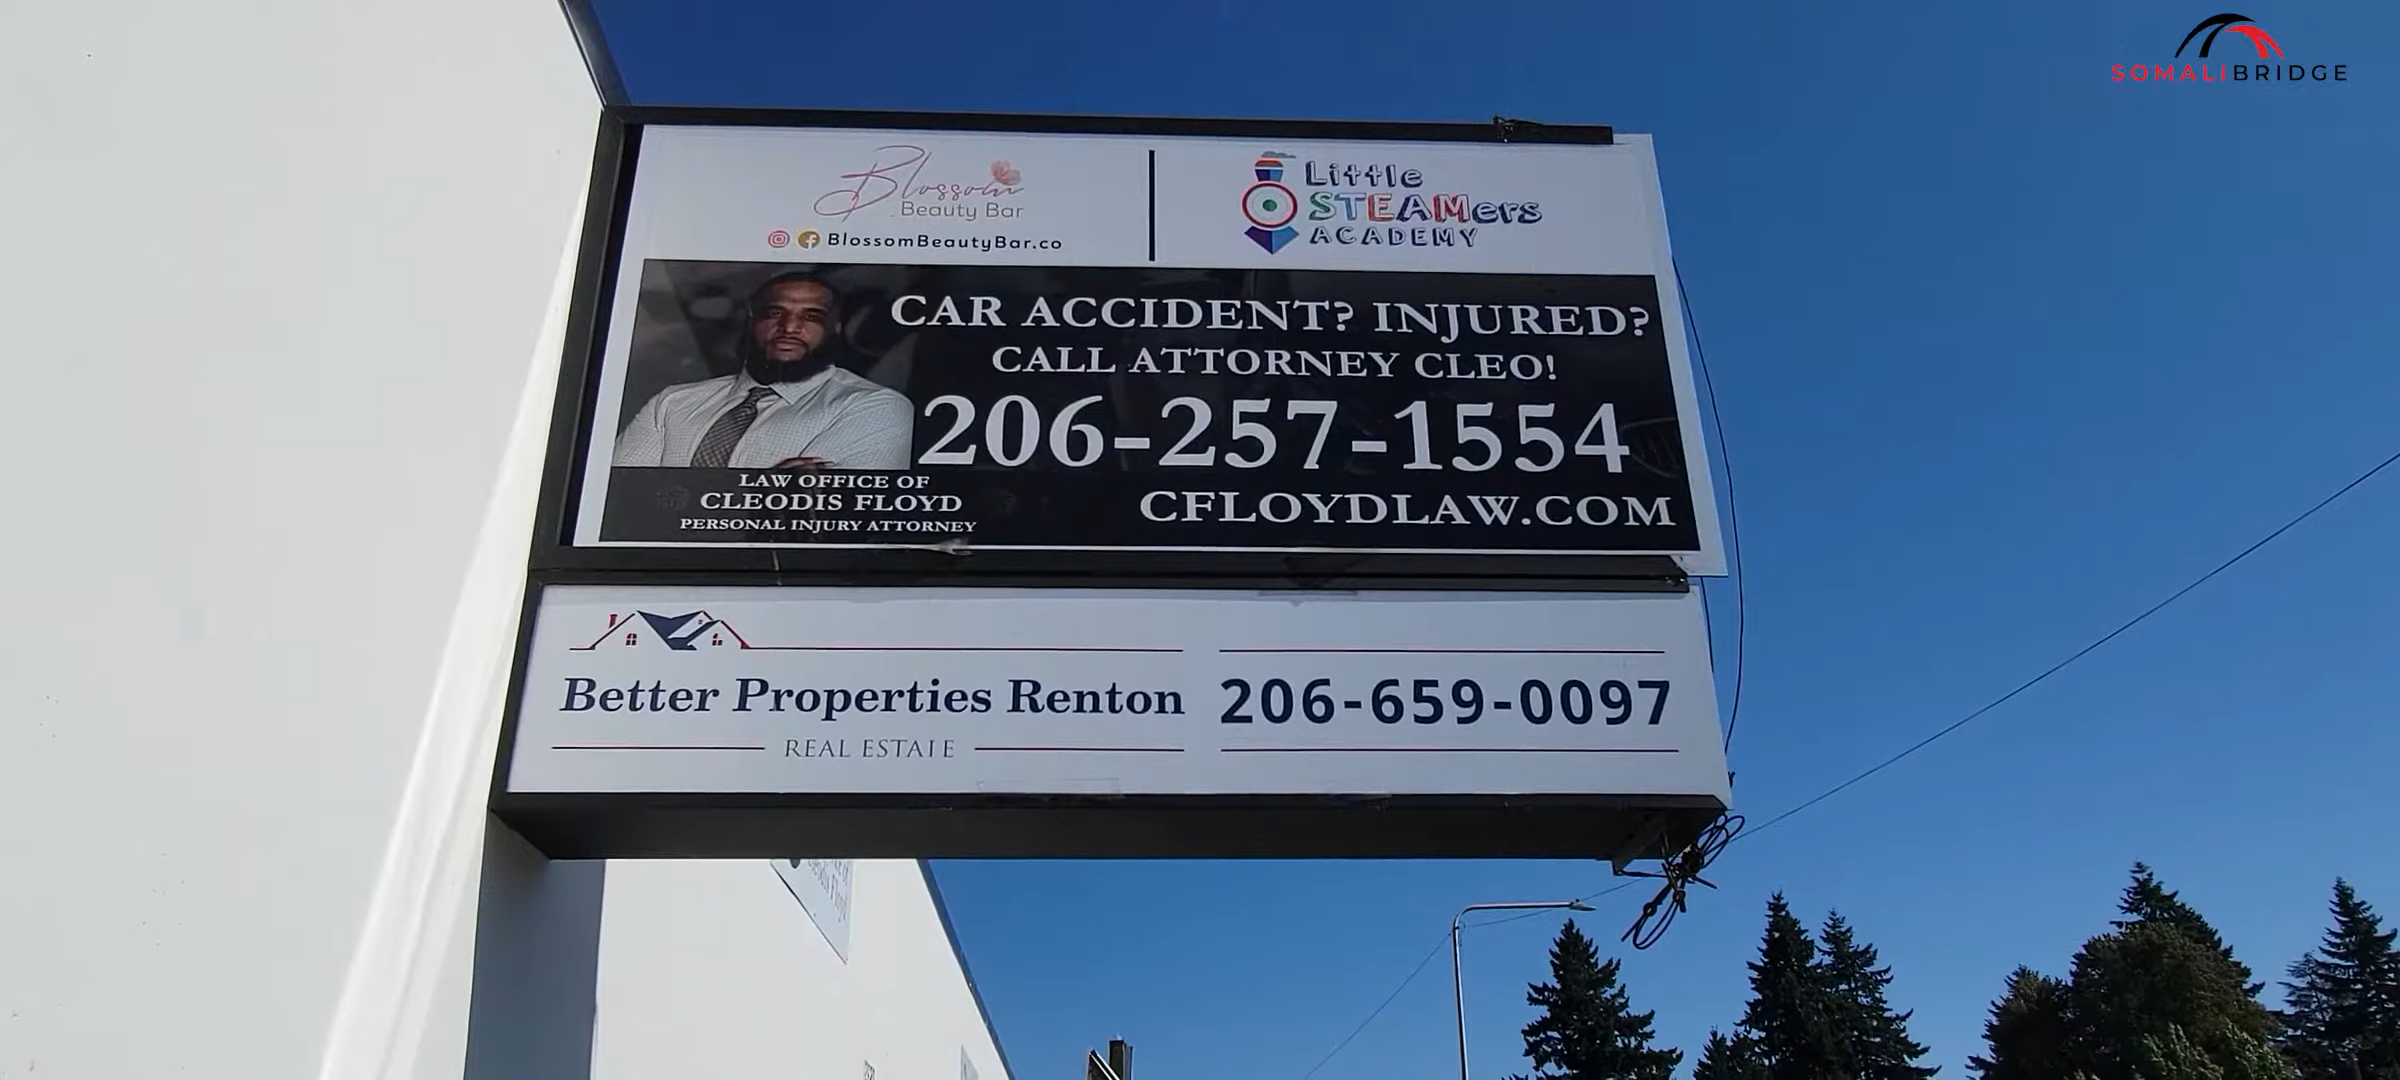 SOMALIBRIDGE
Blossom
Beauty Bar
BlossomBeautyBar.co
Little
STEAMers
ACADEMY
CAR ACCIDENT? INJURED?
CALL ATTORNEY CLEO!
206-257-1554
LAW OFFICE OF
CLEODIS FLOYD
PERSONAL INJURY ATTORNEY
CFLOYDLAW.COM
Better Properties Renton
REAL ESTATE
206-659-0097